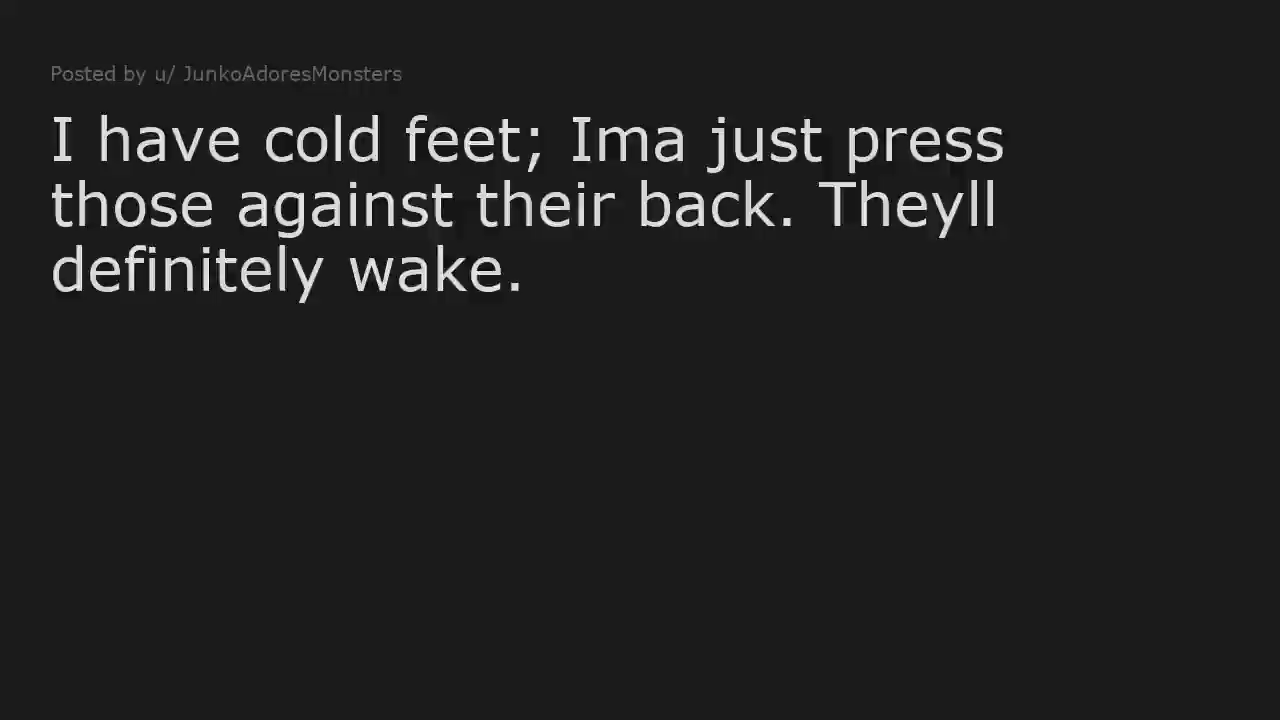 Posted by u/ JunkoAdoresMonsters
I have cold feet; Ima just press
those against their back. Theyll
definitely wake.